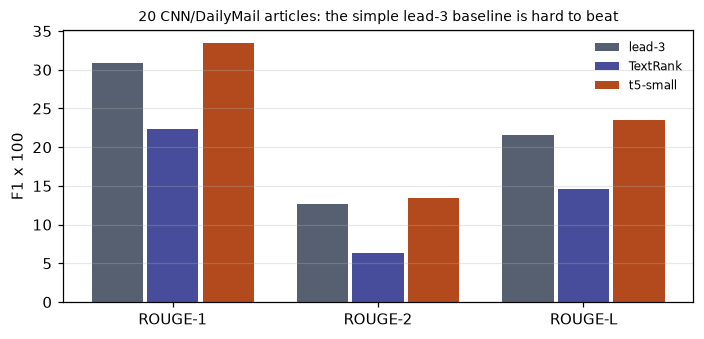 20 CNN/DailyMail articles: the simple lead-3 baseline is hard to beat
F1 x 100
35
30
25
20
15
10
5
0
lead-3
TextRank
t5-small
ROUGE-1
ROUGE-2
ROUGE-L